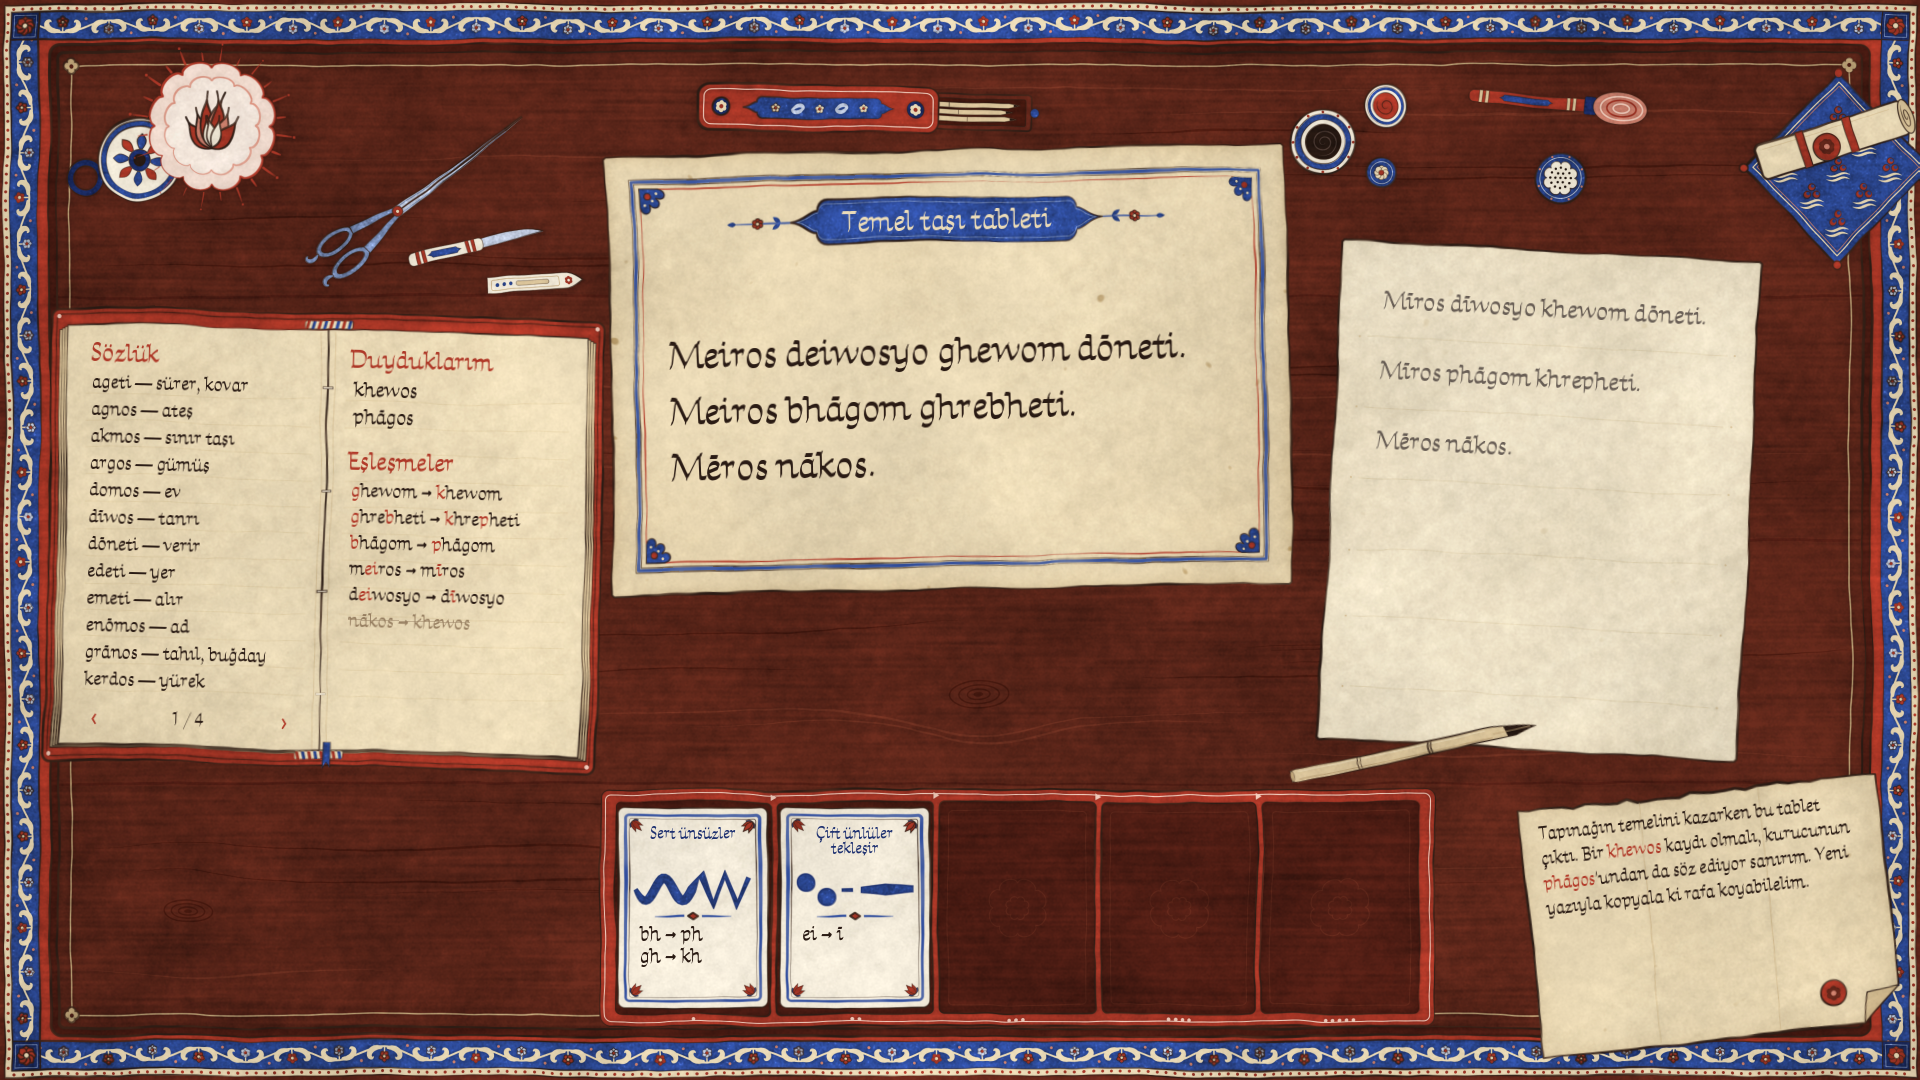 Temel taşı tableti
Meiros deiwosyo ghewom dōneti.
Meiros bhāgom ghrebheti.
Mēros nākos.
Sözlük
ageti — sürer, kovar
agnos — ateş
akmos — sınır taşı
argos — gümüş
domos — ev
dīwos — tanrı
dōneti — verir
edeti — yer
emeti — alır
enōmos — ad
grānos — tahıl, buğday
kerdos — yürek
‹ 1 / 4 ›
Duyduklarım
khewos
phāgos
Eşleşmeler
ghewom → khewom
ghrebheti → khrepheti
bhāgom → phāgom
meiros → mīros
deiwosyo → dīwosyo
nākos → khewos
Mīros dīwosyo khewom dōneti.
Mīros phāgom khrepheti.
Mēros nākos.
Sert ünsüzler
bh → ph
gh → kh
Çift ünlüler
tekleşir
ei → ī
Tapınağın temelini kazarken bu tablet
çıktı. Bir khewos kaydı olmalı, kurucunun
phāgos'undan da söz ediyor sanırım. Yeni
yazıyla kopyala ki rafa koyabilelim.